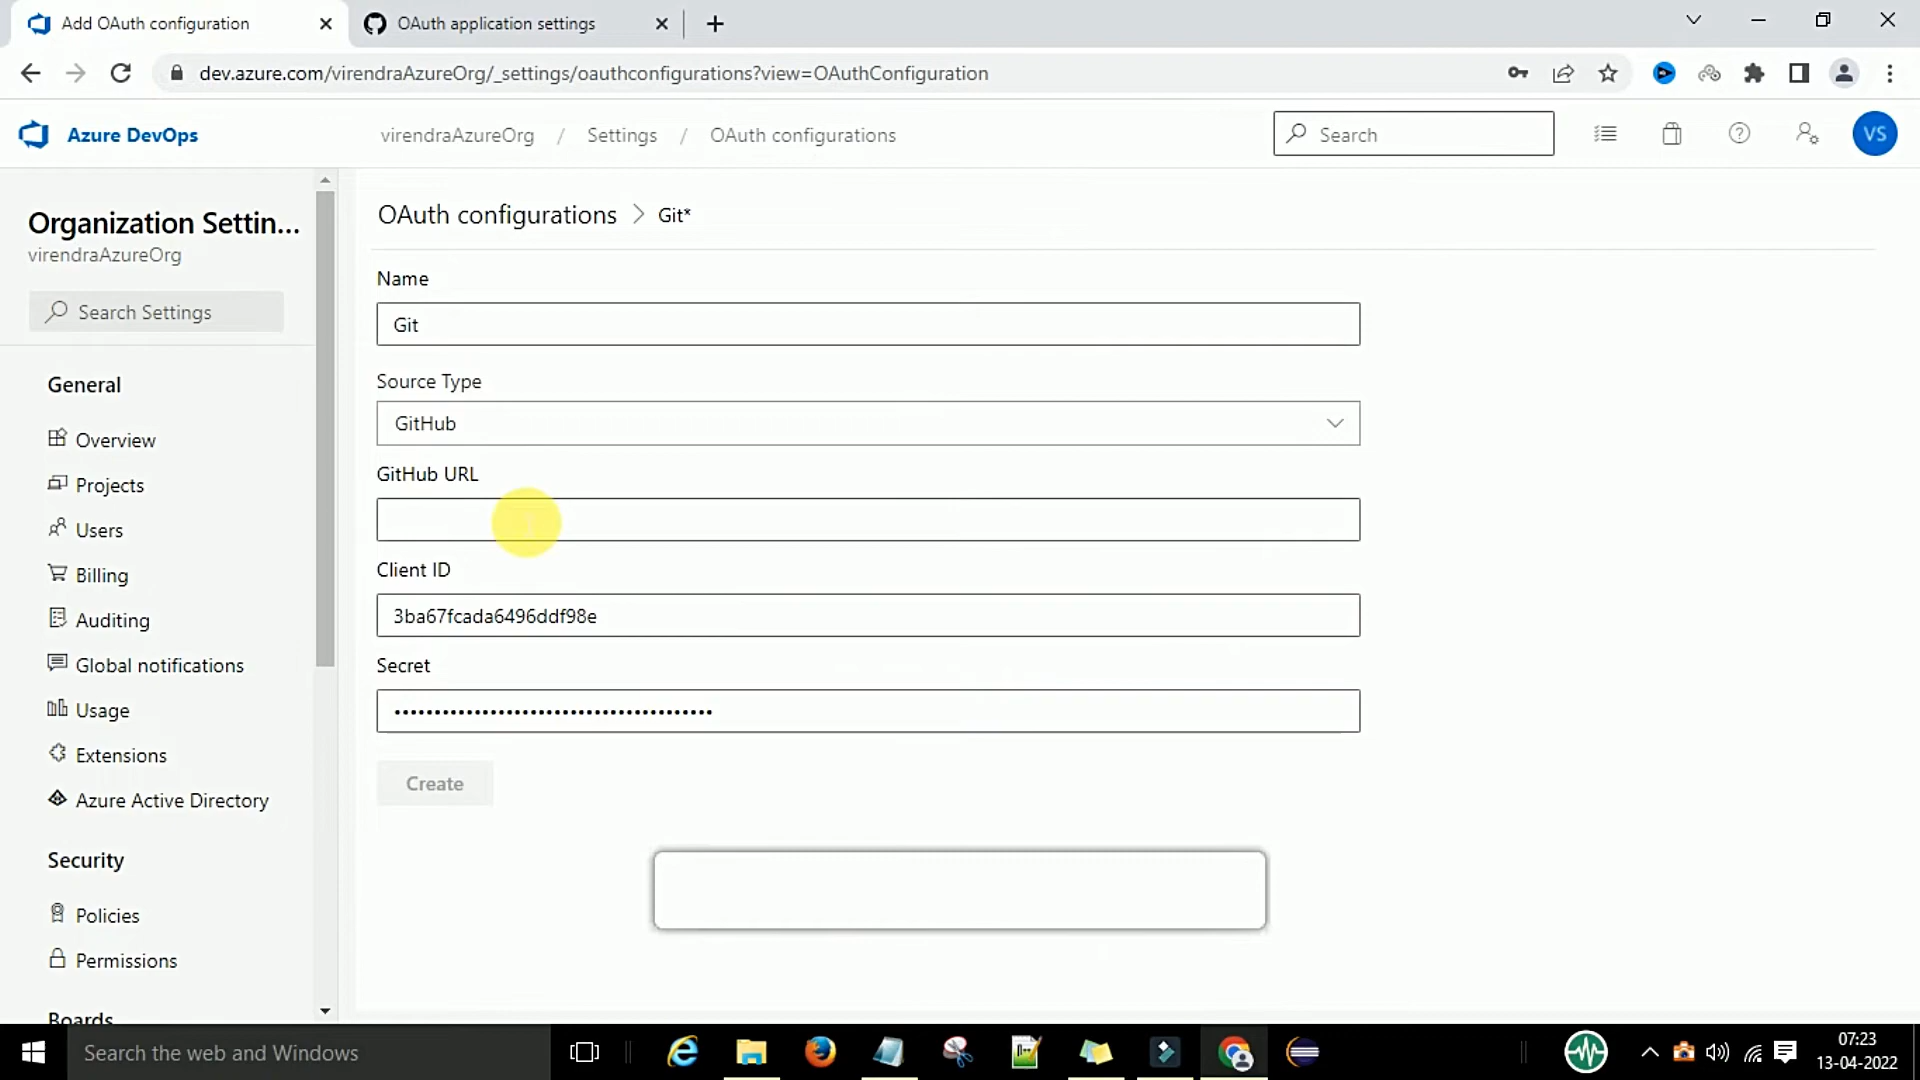 Add OAuth configuration
OAuth application settings
dev.azure.com/virendraAzureOrg/_settings/oauthconfigurations?view=OAuthConfiguration
Azure DevOps
virendraAzureOrg / Settings / OAuth configurations
Search
VS
Organization Settin...
virendraAzureOrg
Search Settings
General
Overview
Projects
Users
Billing
Auditing
Global notifications
Usage
Extensions
Azure Active Directory
Security
Policies
Permissions
Boards
OAuth configurations > Git*
Name
Git
Source Type
GitHub
GitHub URL
Client ID
3ba67fcada6496ddf98e
Secret
••••••••••••••••••••••••••••••••••••••••
Create
Search the web and Windows
07:23
13-04-2022